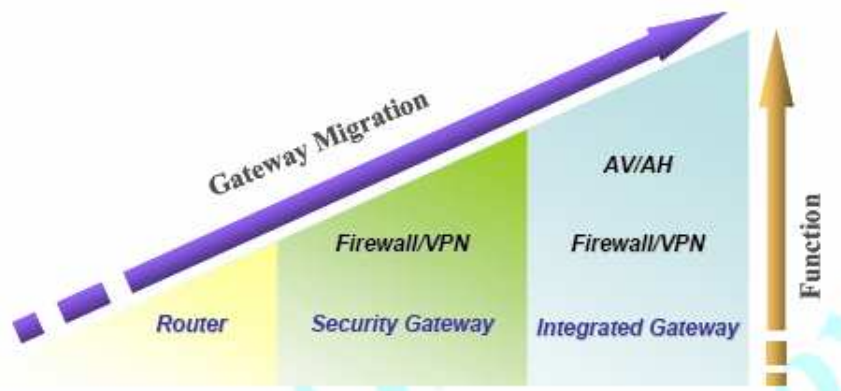 Gateway Migration
AV/AH
Firewall/VPN
Firewall/VPN
Function
Router
Security Gateway
Integrated Gateway